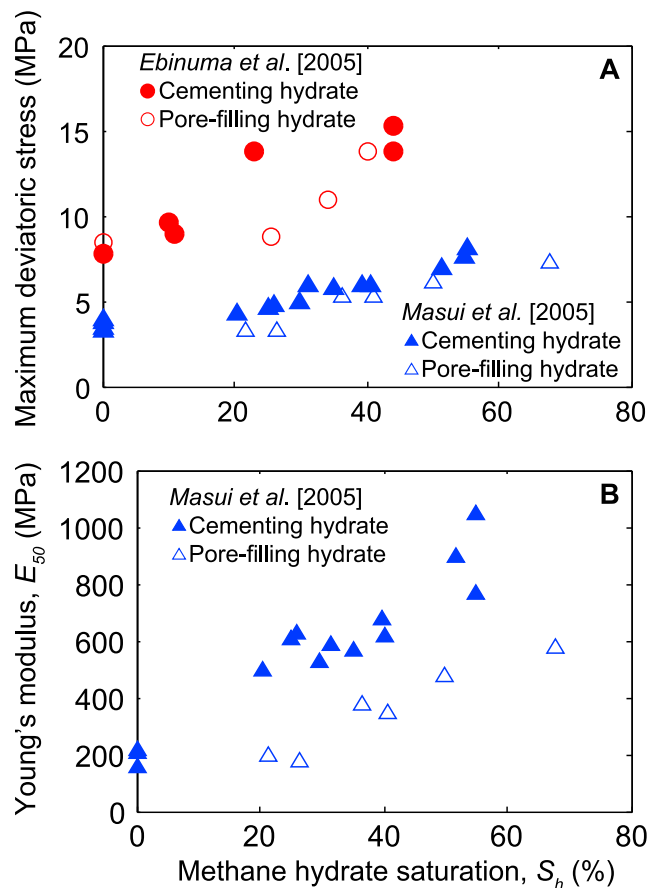 Maximum deviatoric stress (MPa)
20
15
10
5
0
Ebinuma et al. [2005]
Cementing hydrate
Pore-filling hydrate
A
Masui et al. [2005]
Cementing hydrate
Pore-filling hydrate
0 20 40 60 80
Young's modulus, E50 (MPa)
1200
1000
800
600
400
200
0
Masui et al. [2005]
Cementing hydrate
Pore-filling hydrate
B
0 20 40 60 80
Methane hydrate saturation, Sh (%)